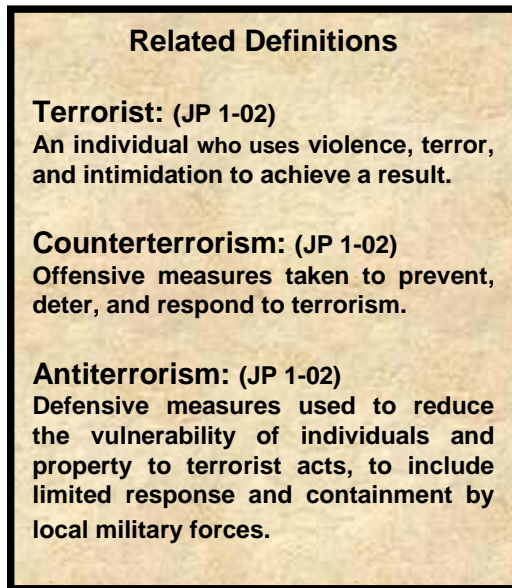 Related Definitions
Terrorist: (JP 1-02)
An individual who uses violence, terror,
and intimidation to achieve a result.
Counterterrorism: (JP 1-02)
Offensive measures taken to prevent,
deter, and respond to terrorism.
Antiterrorism: (JP 1-02)
Defensive measures used to reduce
the vulnerability of individuals and
property to terrorist acts, to include
limited response and containment by
local military forces.